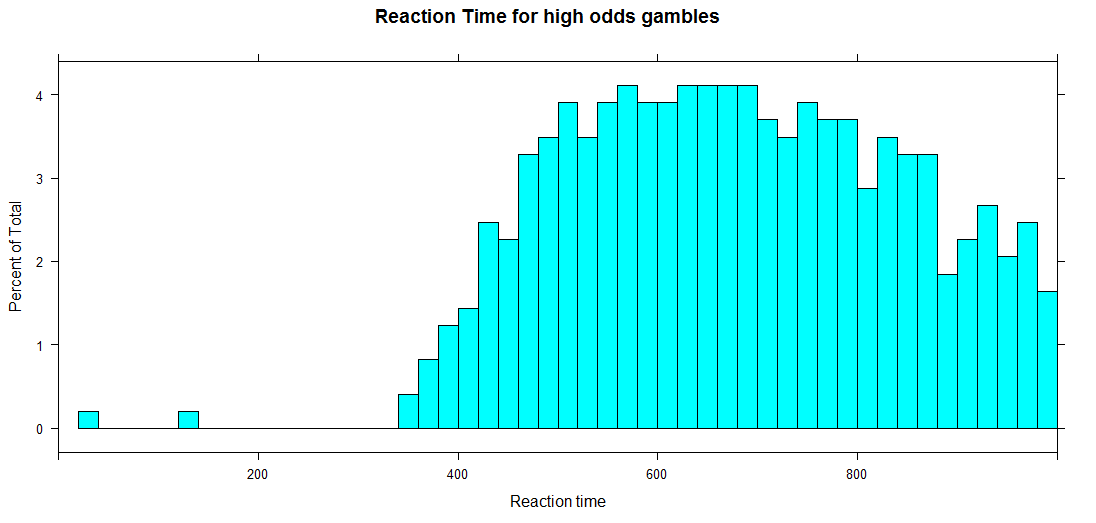 Reaction Time for high odds gambles
Percent of Total
4
3
2
1
0
200 400 600 800
Reaction time